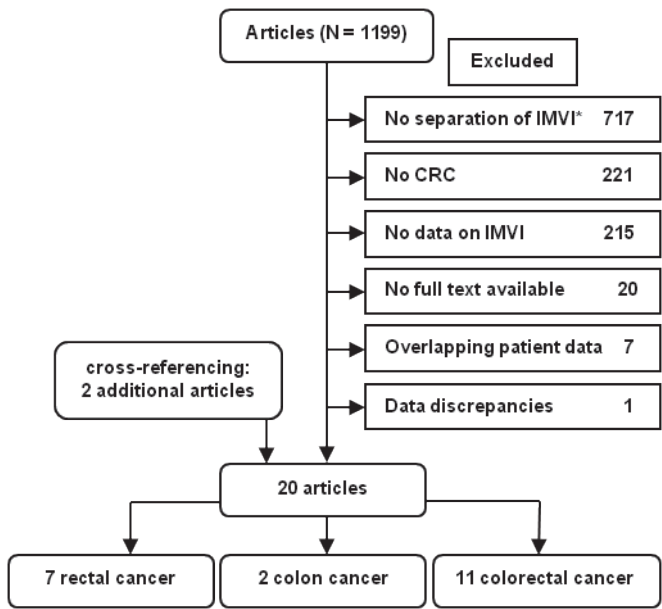 Articles (N = 1199)
Excluded
No separation of IMVI* 717
No CRC 221
No data on IMVI 215
No full text available 20
Overlapping patient data 7
Data discrepancies 1
cross-referencing:
2 additional articles
20 articles
7 rectal cancer
2 colon cancer
11 colorectal cancer